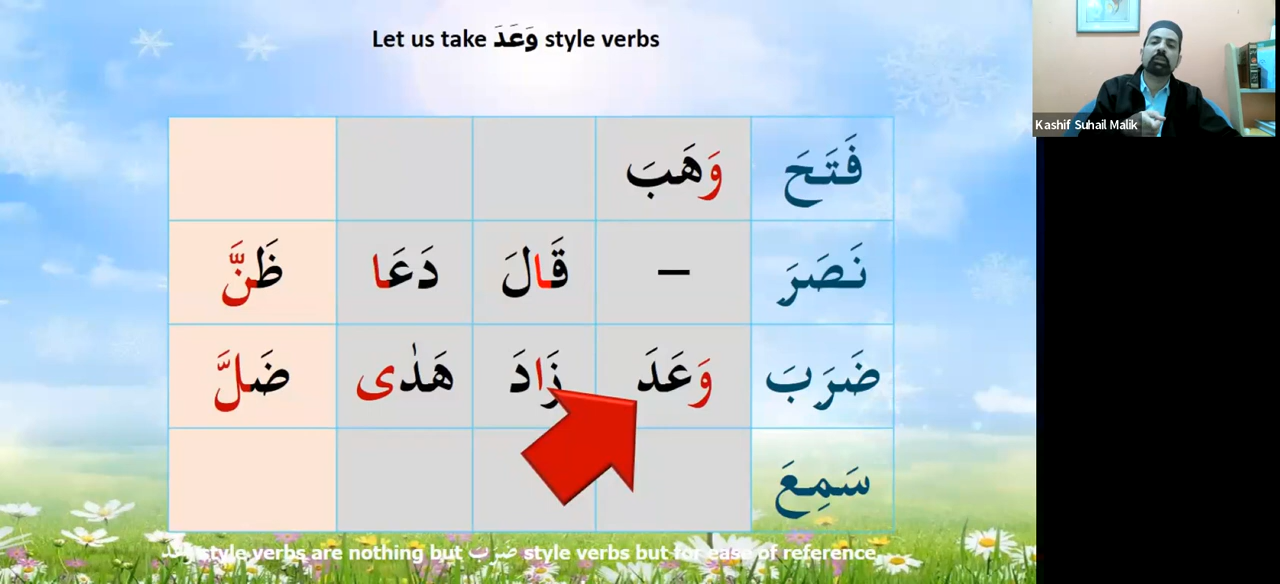 Let us take وَعَدَ style verbs
Kashif Suhail Malik
فَتَحَ وَهَبَ
نَصَرَ – قَالَ دَعَا ظَنَّ
ضَرَبَ وَعَدَ زَادَ هَدٰى ضَلَّ
سَمِعَ
وَعَدَ style verbs are nothing but ضَرَبَ style verbs but for ease of reference,